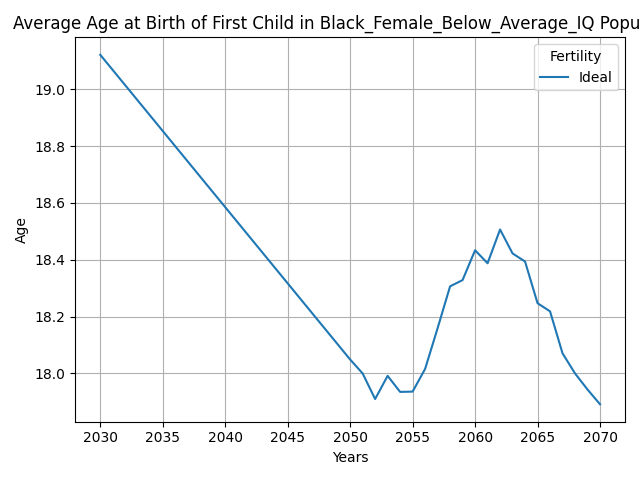 Average Age at Birth of First Child in Black_Female_Below_Average_IQ Popu
Fertility
Ideal
19.0
18.8
18.6
18.4
18.2
18.0
Age
2030 2035 2040 2045 2050 2055 2060 2065 2070
Years